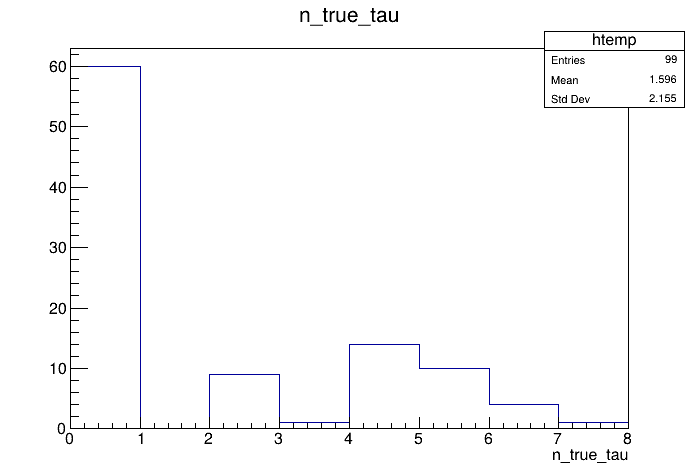 n_true_tau
htemp
Entries 99
Mean 1.596
Std Dev 2.155
60
50
40
30
20
10
0
0 1 2 3 4 5 6 7 8
n_true_tau